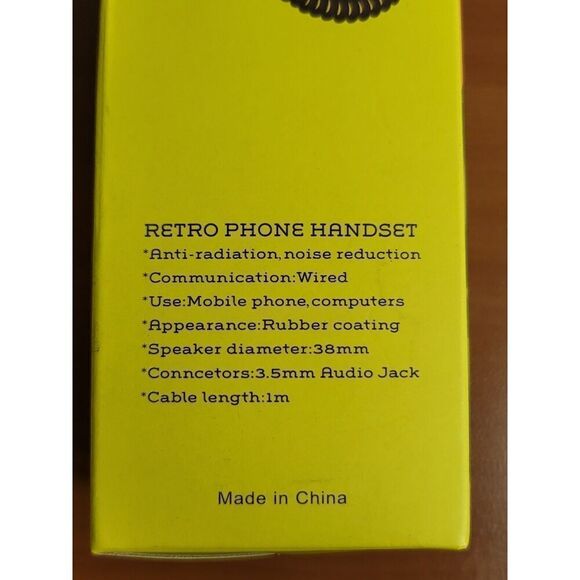 RETRO PHONE HANDSET
*Anti-radiation,noise reduction
*Communication:Wired
*Use:Mobile phone,computers
*Appearance:Rubber coating
*Speaker diameter:38mm
*Conncetors:3.5mm Audio Jack
*Cable length:1m
Made in China